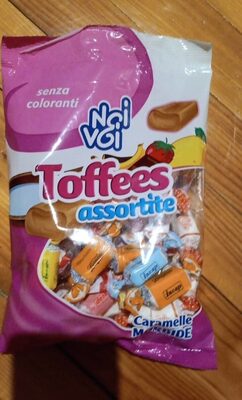 senza
coloranti
Noi
Voi
Toffees
assortite
Caramelle